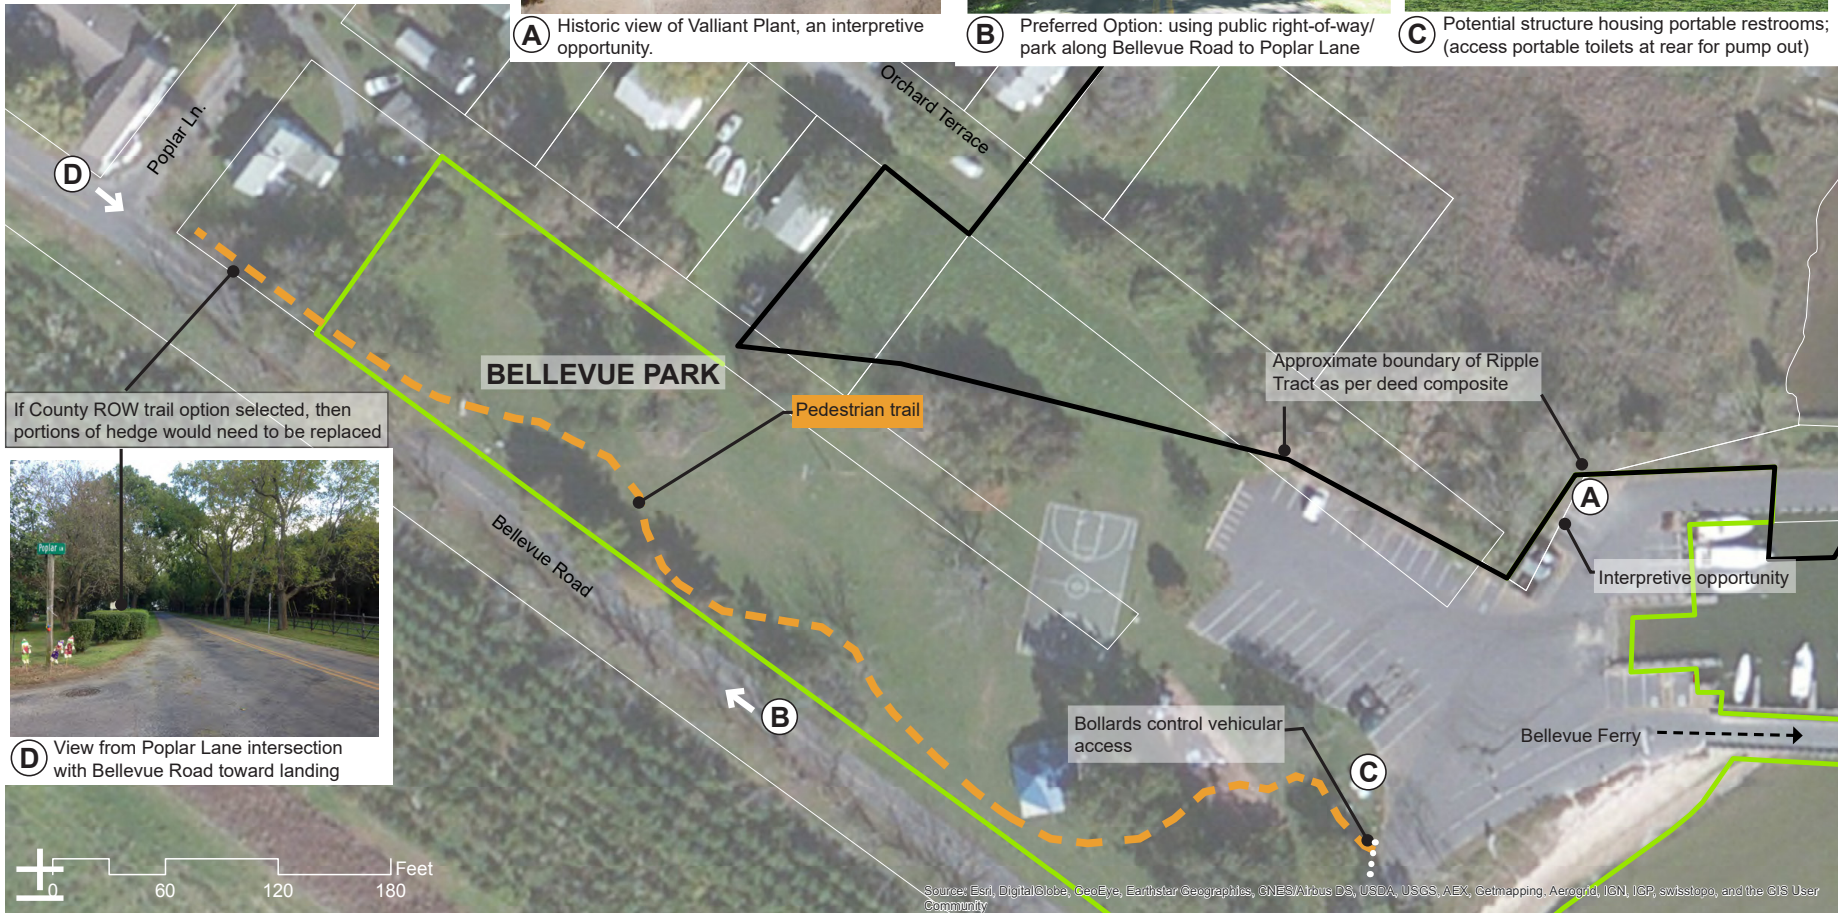 A Historic view of Valliant Plant, an interpretive
opportunity.
B Preferred Option: using public right-of-way/
park along Bellevue Road to Poplar Lane
C Potential structure housing portable restrooms;
(access portable toilets at rear for pump out)
Orchard Terrace
Poplar Ln.
D
BELLEVUE PARK
Approximate boundary of Ripple
Tract as per deed composite
If County ROW trail option selected, then
portions of hedge would need to be replaced
Pedestrian trail
A
Bellevue Road
Poplar LN
Interpretive opportunity
B
Bollards control vehicular
access
Bellevue Ferry
C
D View from Poplar Lane intersection
with Bellevue Road toward landing
Feet
0 60 120 180
Source: Esri, DigitalGlobe, GeoEye, Earthstar Geographics, CNES/Airbus DS, USDA, USGS, AEX, Getmapping, Aerogrid, IGN, IGP, swisstopo, and the GIS User
Community